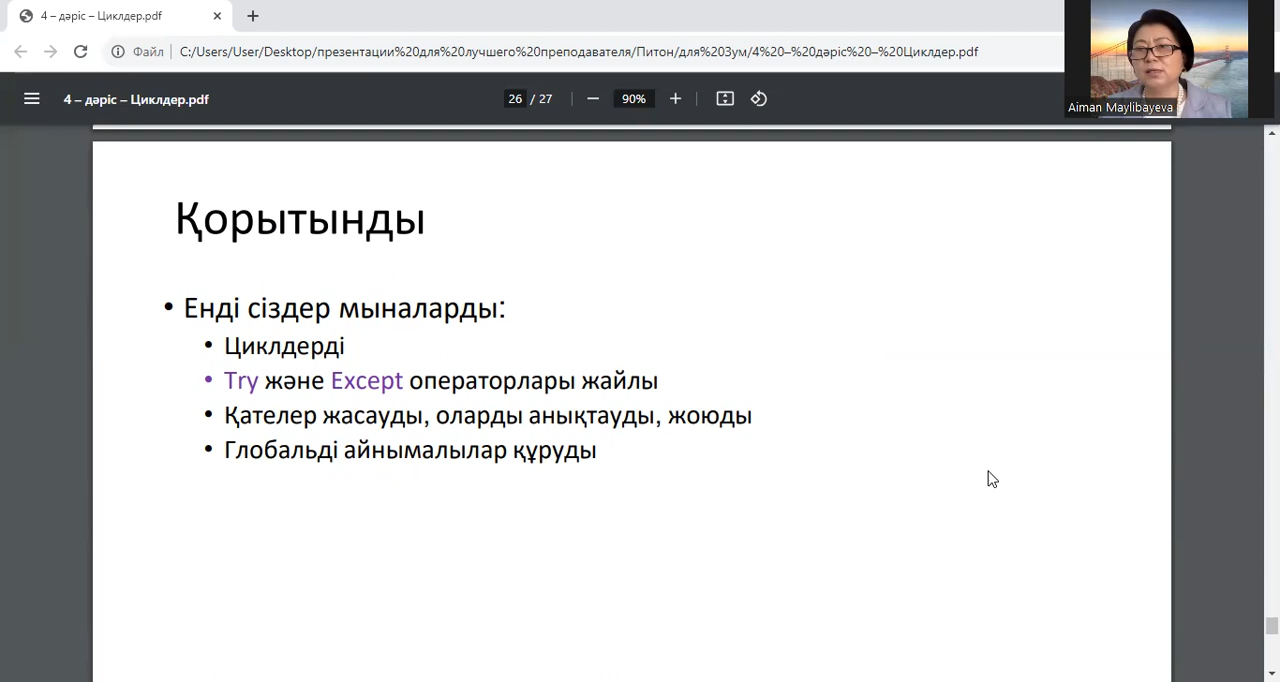 4 – дәріс – Циклдер.pdf
Файл
C:/Users/User/Desktop/презентации%20для%20лучшего%20преподавателя/Питон/для%20Зум/4%20–%20дәріс%20–%20Циклдер.pdf
4 – дәріс – Циклдер.pdf
26 / 27
90%
Aiman Maylibayeva
Қорытынды
• Енді сіздер мыналарды:
• Циклдерді
• Try және Except операторлары жайлы
• Қателер жасауды, оларды анықтауды, жоюды
• Глобальді айнымалылар құруды